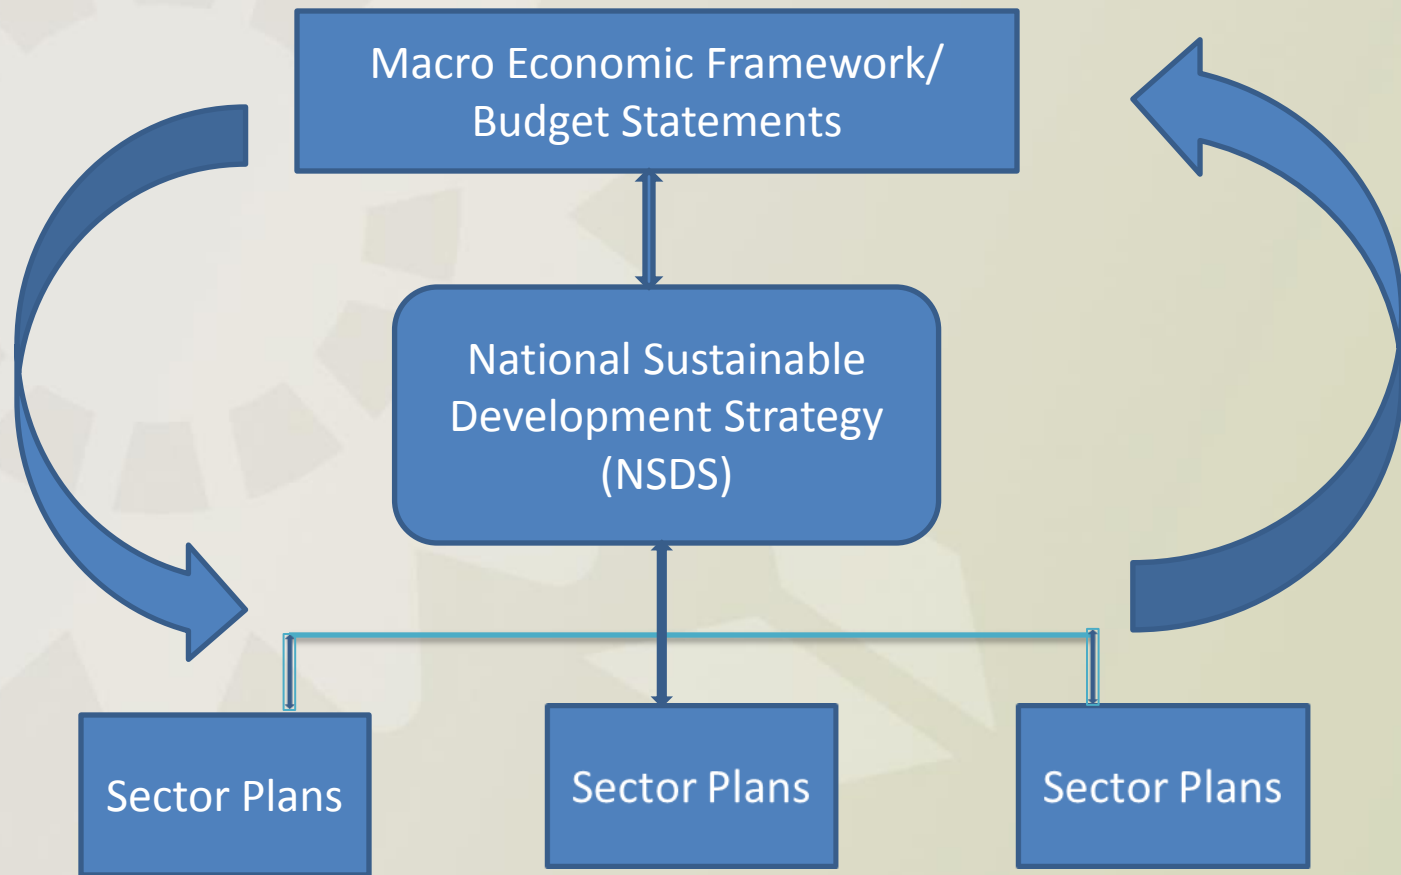 Macro Economic Framework/
Budget Statements
National Sustainable
Development Strategy
(NSDS)
Sector Plans
Sector Plans
Sector Plans